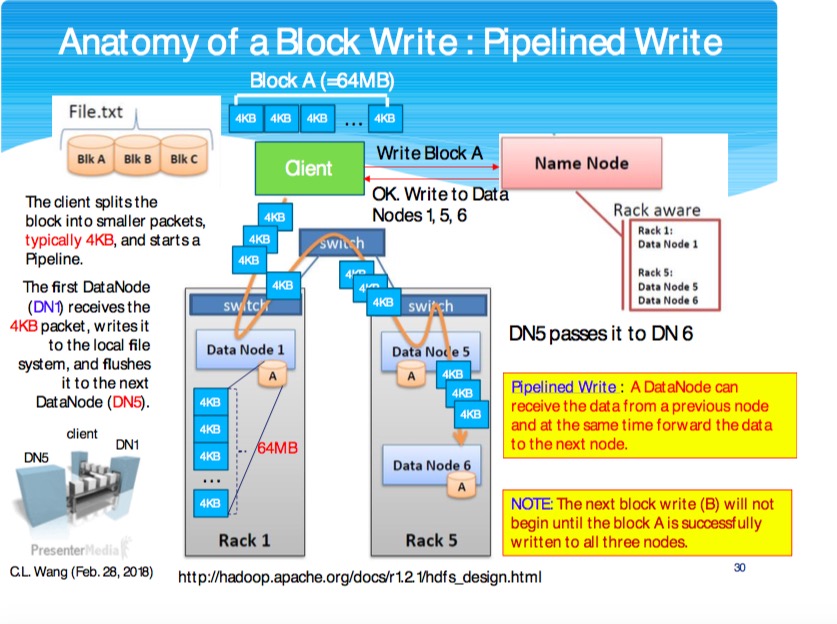 Anatomy of a Block Write : Pipelined Write
Block A (=64MB)
4KB 4KB 4KB ... 4KB
File.txt
Blk A Blk B Blk C
Client
Write Block A
Name Node
OK. Write to Data
Nodes 1, 5, 6
Rack aware
Rack 1:
Data Node 1
Rack 5:
Data Node 5
Data Node 6
The client splits the
block into smaller packets,
typically 4KB, and starts a
Pipeline.
The first DataNode
(DN1) receives the
4KB packet, writes it
to the local file
system, and flushes
it to the next
DataNode (DN5).
4KB
4KB
4KB
4KB
switch
4KB
4KB
4KB
switch
switch
Data Node 1
A
4KB
4KB
4KB
...
4KB
64MB
Rack 1
Data Node 5
A
4KB
4KB
4KB
Data Node 6
A
Rack 5
DN5 passes it to DN 6
Pipelined Write : A DataNode can
receive the data from a previous node
and at the same time forward the data
to the next node.
NOTE: The next block write (B) will not
begin until the block A is successfully
written to all three nodes.
client
DN5
DN1
PresenterMedia
C.L. Wang (Feb. 28, 2018)
http://hadoop.apache.org/docs/r1.2.1/hdfs_design.html
30